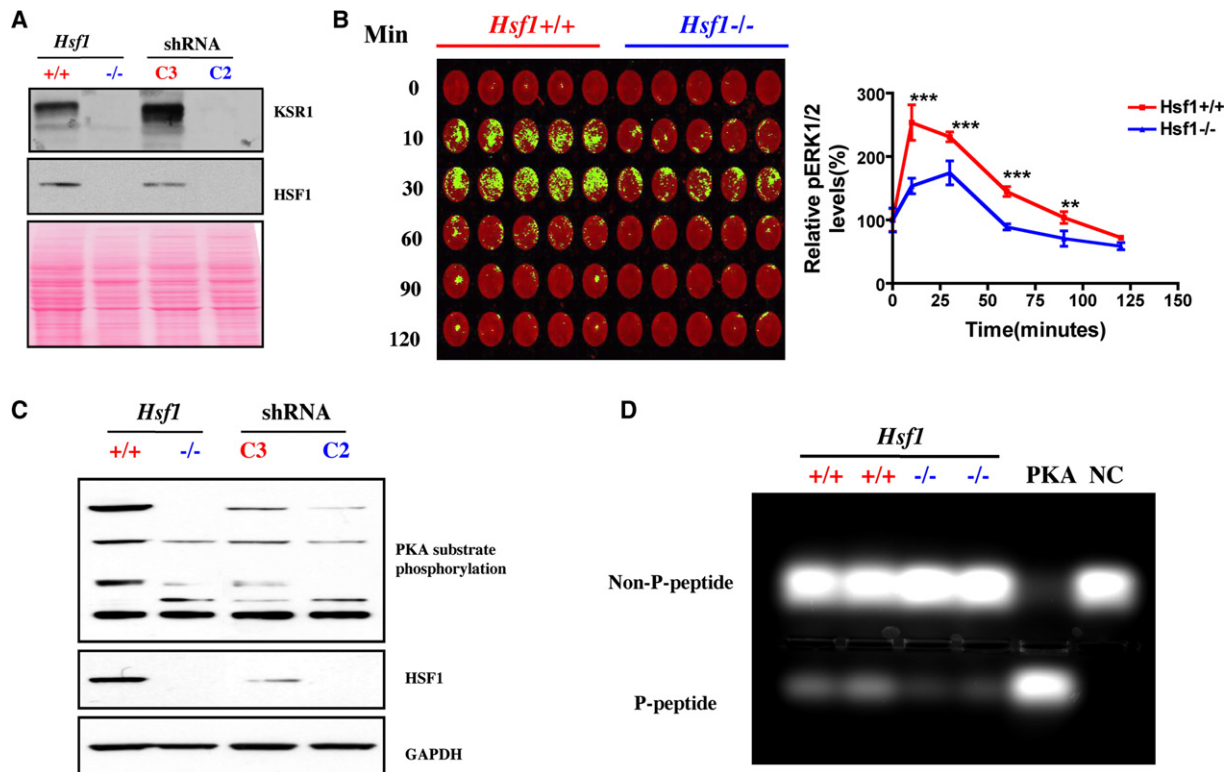 A
Hsf1
shRNA
+/+ -/- C3 C2
KSR1
HSF1
B
Min
Hsf1+/+
Hsf1-/-
0
10
30
60
90
120
Relative pERK1/2
levels(%)
300
200
100
0
***
***
***
**
0 25 50 75 100 125 150
Time(minutes)
Hsf1+/+
Hsf1-/-
C
Hsf1
shRNA
+/+ -/- C3 C2
PKA substrate
phosphorylation
HSF1
GAPDH
D
Hsf1
+/+ +/+ -/- -/- PKA NC
Non-P-peptide
P-peptide